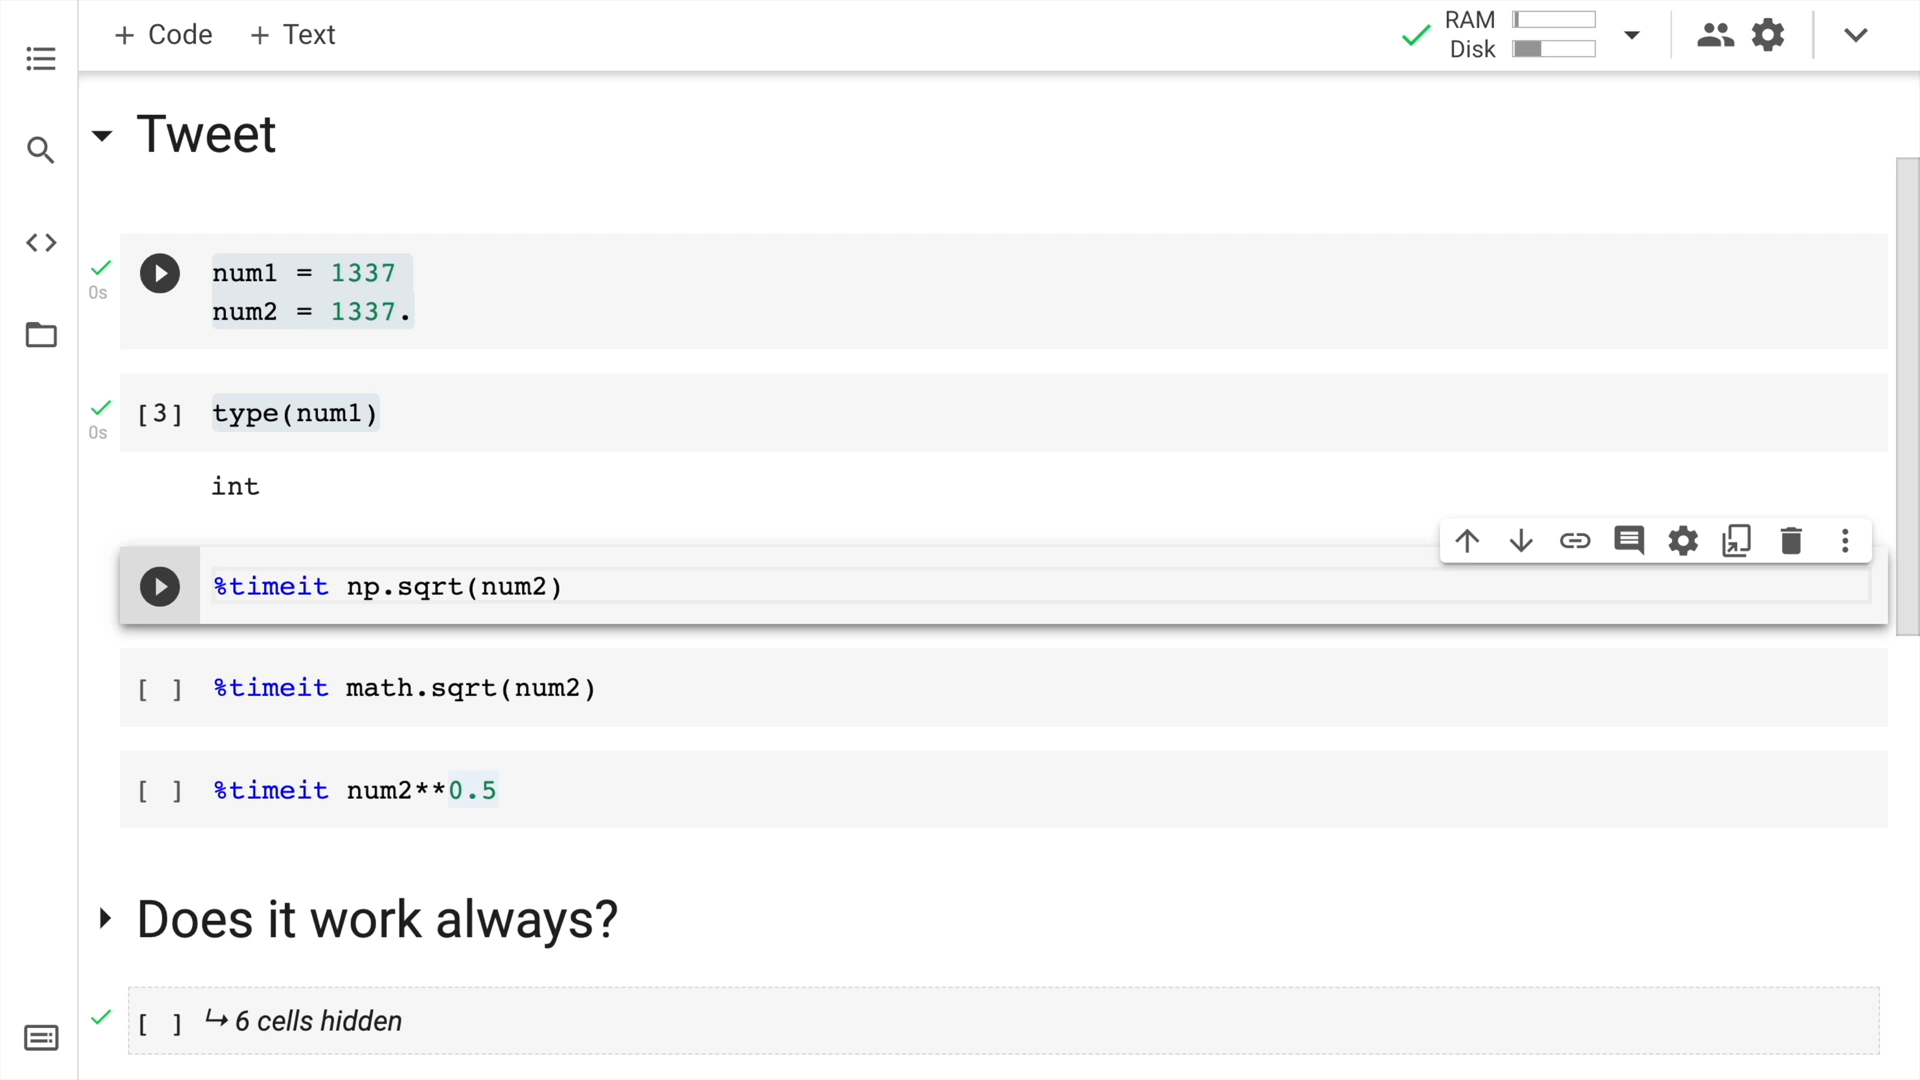 + Code + Text
RAM
Disk
Tweet
0s
num1 = 1337
num2 = 1337.
0s
[3] type(num1)
int
%timeit np.sqrt(num2)
[ ] %timeit math.sqrt(num2)
[ ] %timeit num2**0.5
Does it work always?
[ ] ↳ 6 cells hidden